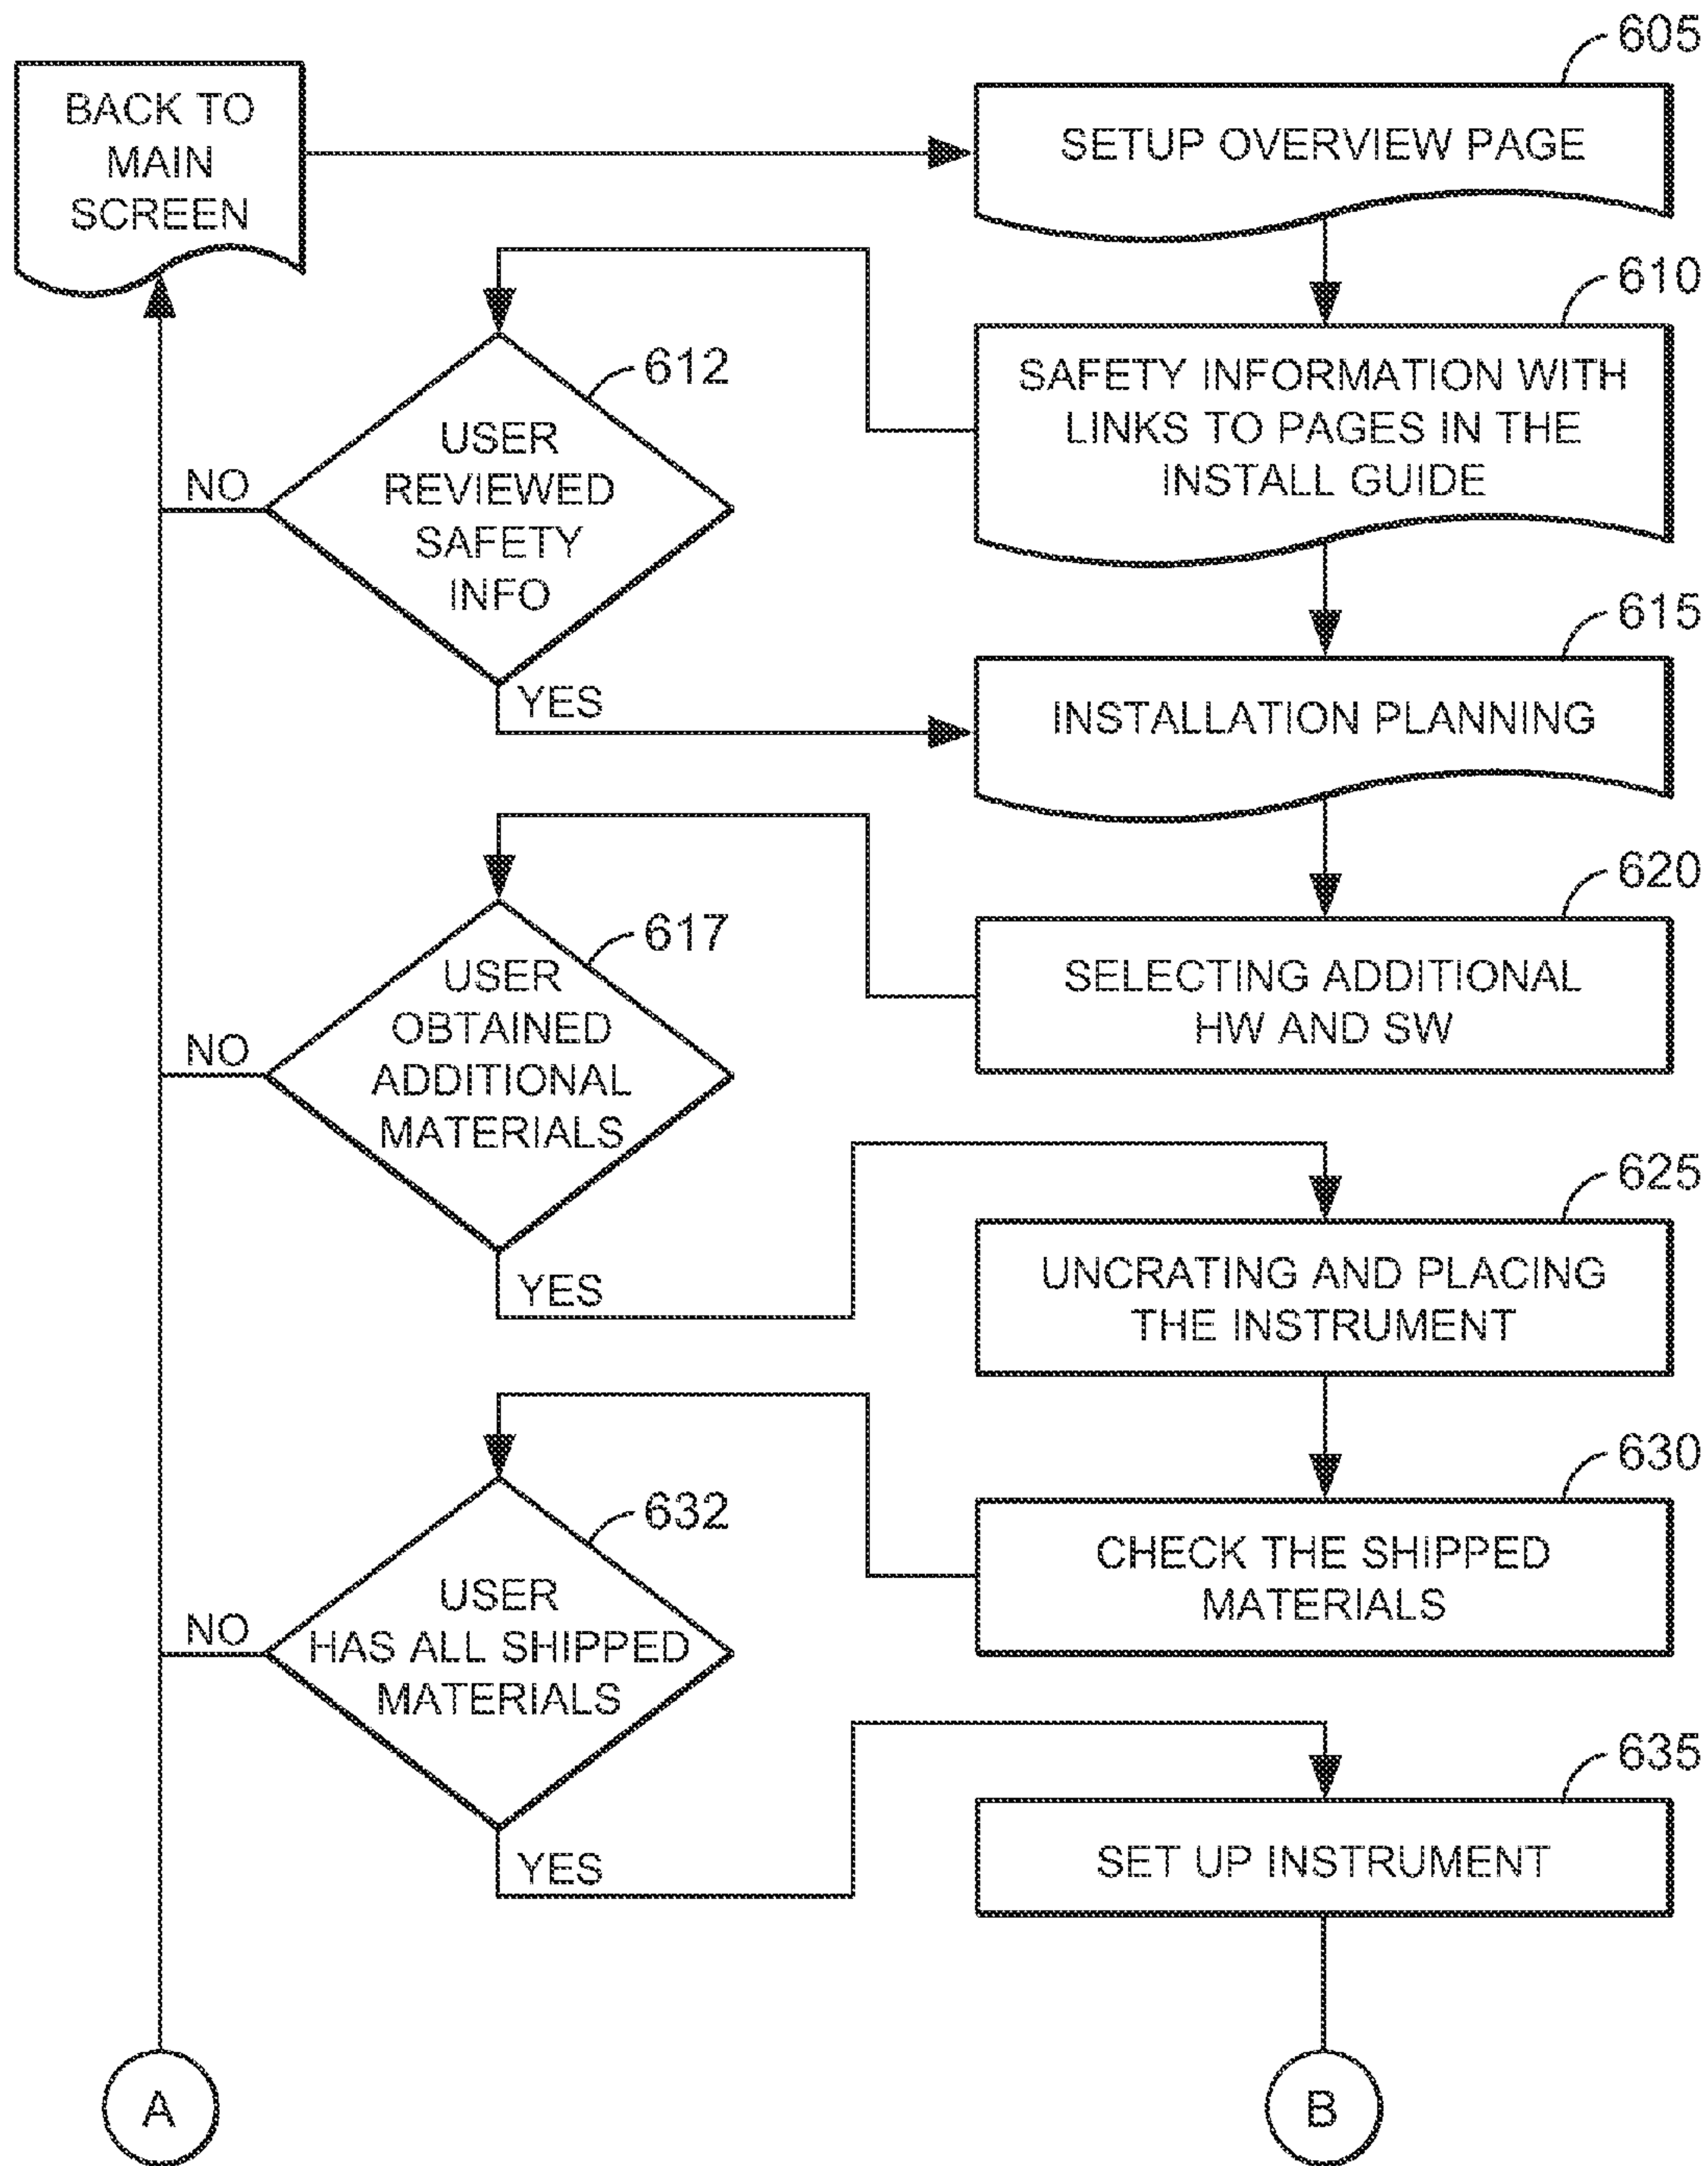 605
BACK TO
MAIN
SCREEN
SETUP OVERVIEW PAGE
610
612
SAFETY INFORMATION WITH
LINKS TO PAGES IN THE
INSTALL GUIDE
USER
REVIEWED
SAFETY
INFO
NO
615
YES
INSTALLATION PLANNING
620
617
USER
OBTAINED
ADDITIONAL
MATERIALS
NO
SELECTING ADDITIONAL
HW AND SW
625
YES
UNCRATING AND PLACING
THE INSTRUMENT
630
632
USER
HAS ALL SHIPPED
MATERIALS
NO
CHECK THE SHIPPED
MATERIALS
635
YES
SET UP INSTRUMENT
A
B